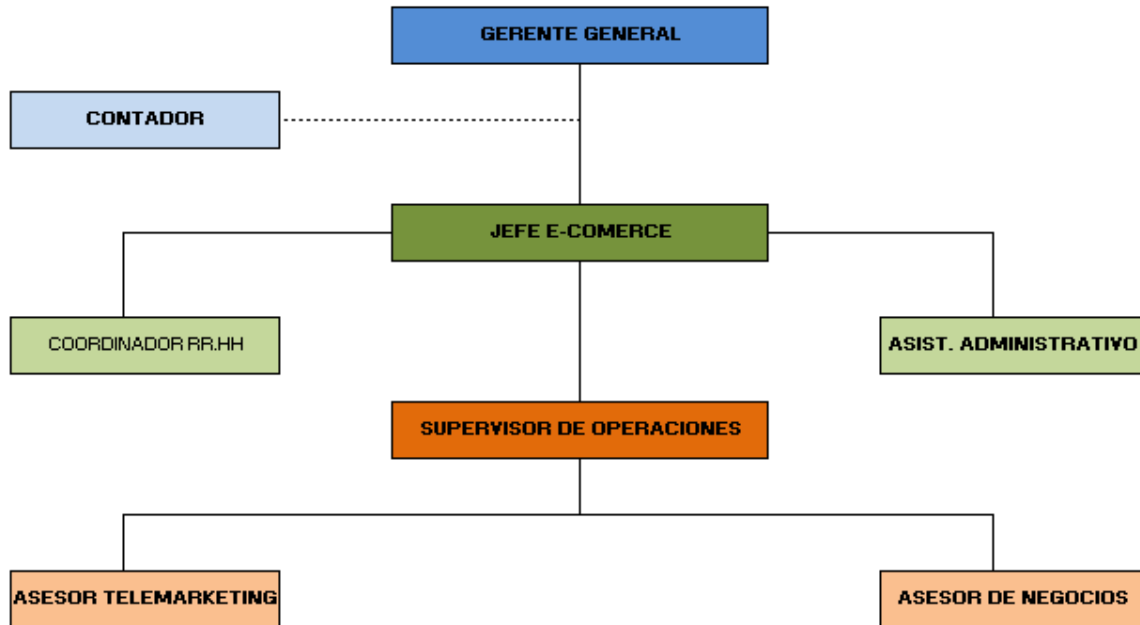 GERENTE GENERAL
CONTADOR
JEFE E-COMERCE
COORDINADOR RR.HH
ASIST. ADMINISTRATIVO
SUPERVISOR DE OPERACIONES
ASESOR TELEMARKETING
ASESOR DE NEGOCIOS